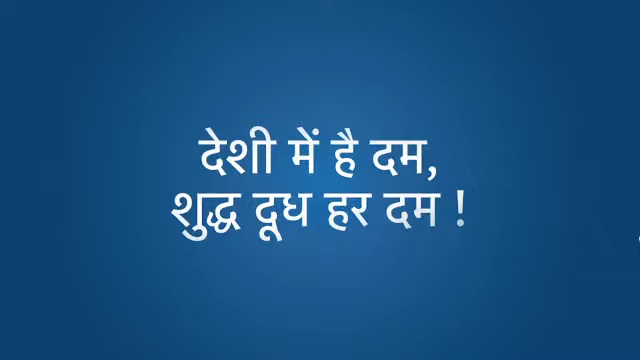 देशी में है दम,
शुद्ध दूध हर दम !